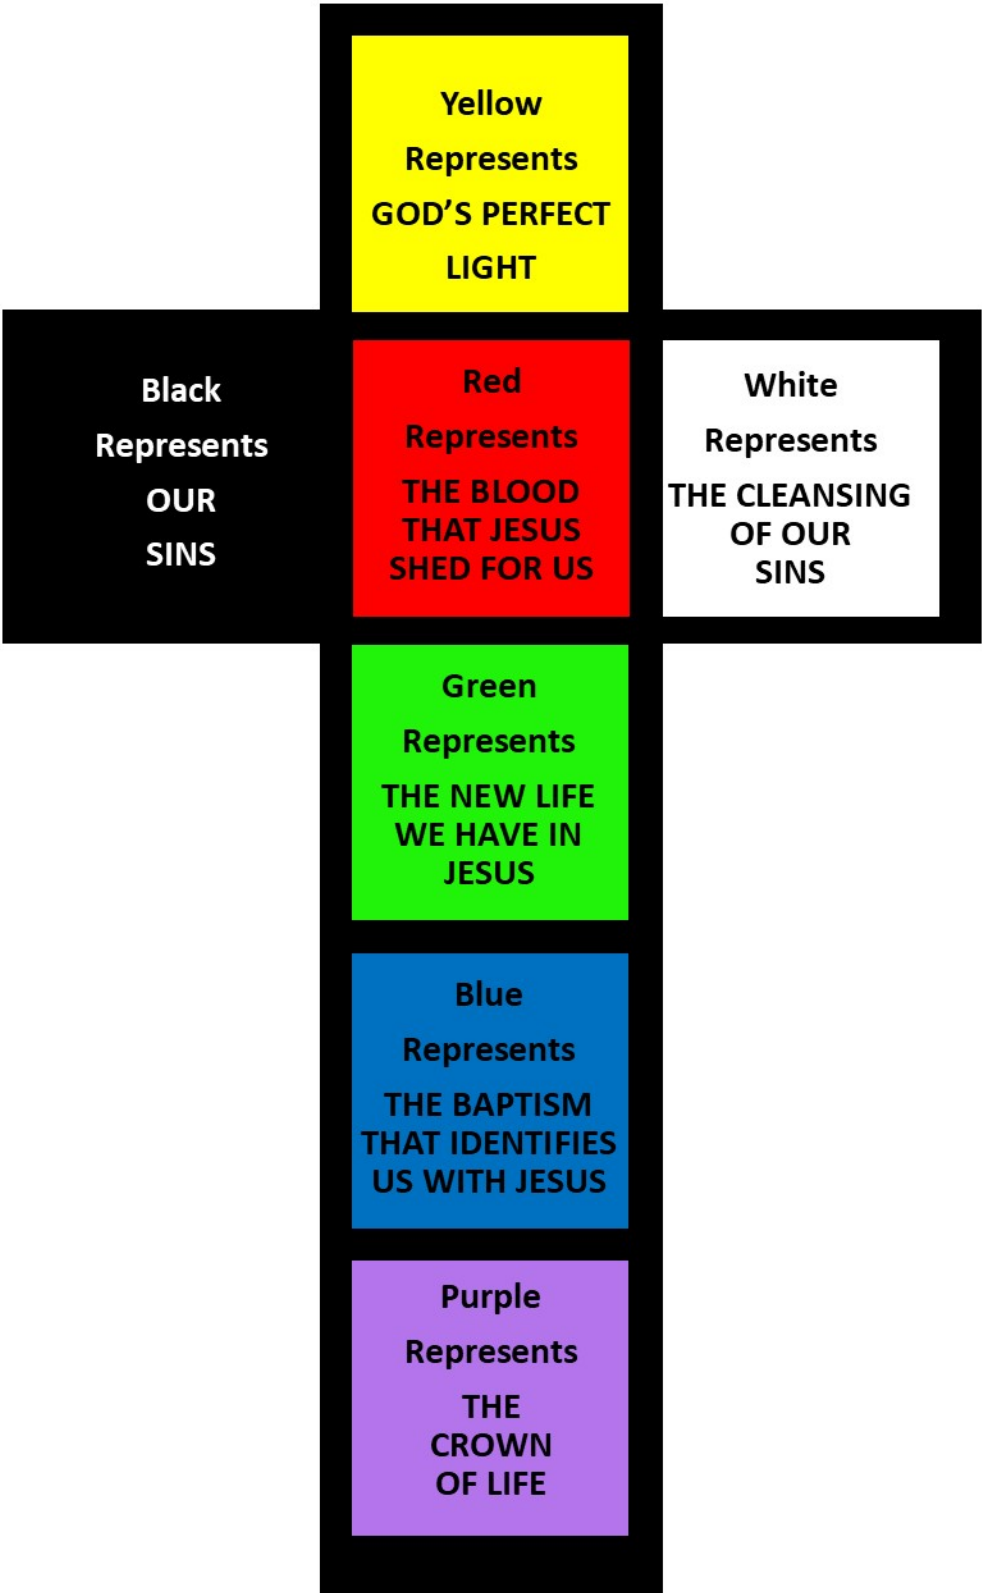 Yellow
Represents
GOD’S PERFECT
LIGHT
Black
Represents
OUR
SINS
Red
Represents
THE BLOOD
THAT JESUS
SHED FOR US
White
Represents
THE CLEANSING
OF OUR
SINS
Green
Represents
THE NEW LIFE
WE HAVE IN
JESUS
Blue
Represents
THE BAPTISM
THAT IDENTIFIES
US WITH JESUS
Purple
Represents
THE
CROWN
OF LIFE